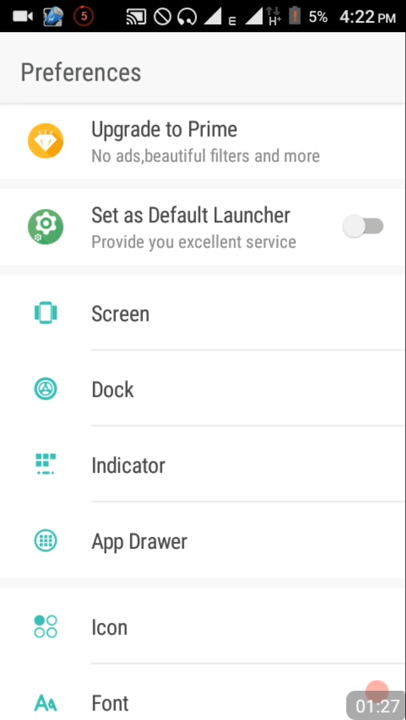 5 E H+ 5% 4:22 PM
Preferences
Upgrade to Prime
No ads,beautiful filters and more
Set as Default Launcher
Provide you excellent service
Screen
Dock
Indicator
App Drawer
Icon
Aa Font
01:27